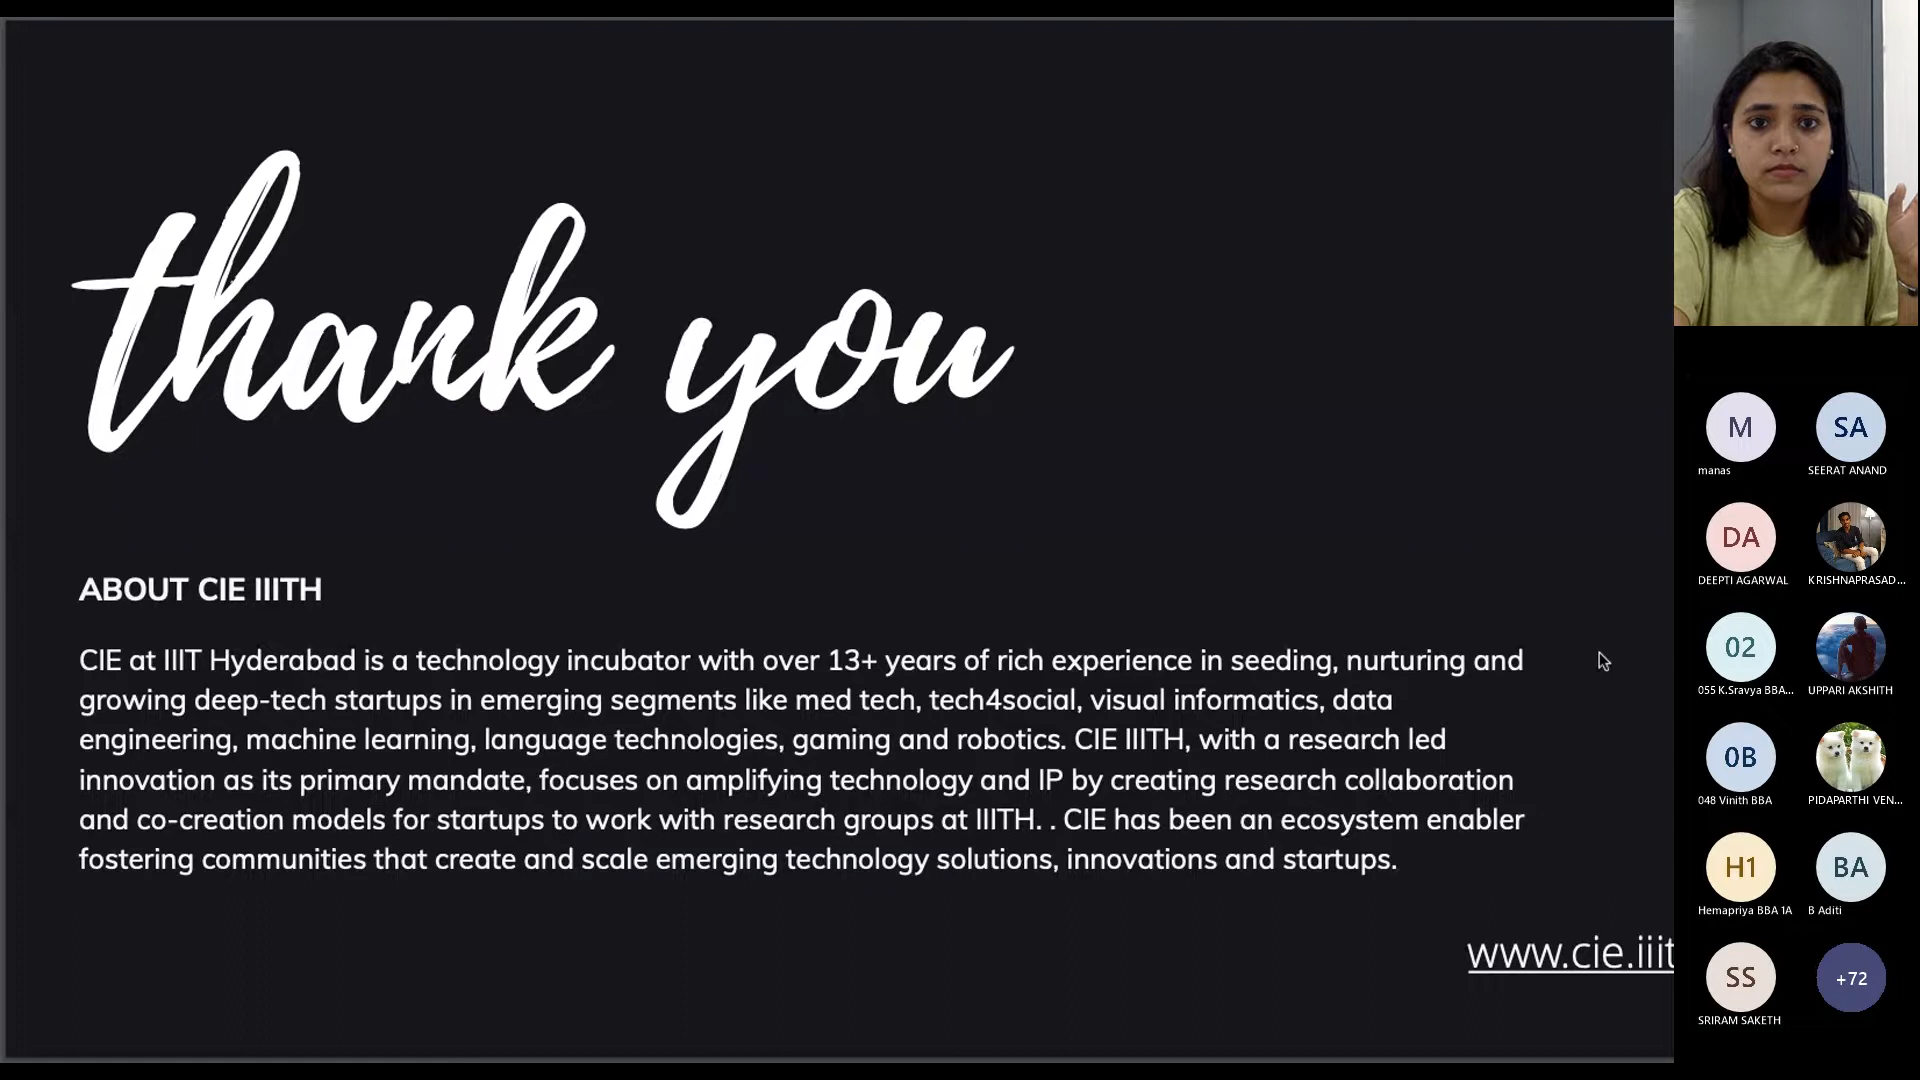 thank you
ABOUT CIE IIITH
CIE at IIIT Hyderabad is a technology incubator with over 13+ years of rich experience in seeding, nurturing and
growing deep-tech startups in emerging segments like med tech, tech4social, visual informatics, data
engineering, machine learning, language technologies, gaming and robotics. CIE IIITH, with a research led
innovation as its primary mandate, focuses on amplifying technology and IP by creating research collaboration
and co-creation models for startups to work with research groups at IIITH. . CIE has been an ecosystem enabler
fostering communities that create and scale emerging technology solutions, innovations and startups.
www.cie.iiit
M
SA
manas
SEERAT ANAND
DA
DEEPTI AGARWAL
KRISHNAPRASAD...
02
055 K.Sravya BBA...
UPPARI AKSHITH
0B
048 Vinith BBA
PIDAPARTHI VEN...
H1
BA
Hemapriya BBA 1A
B Aditi
SS
+72
SRIRAM SAKETH